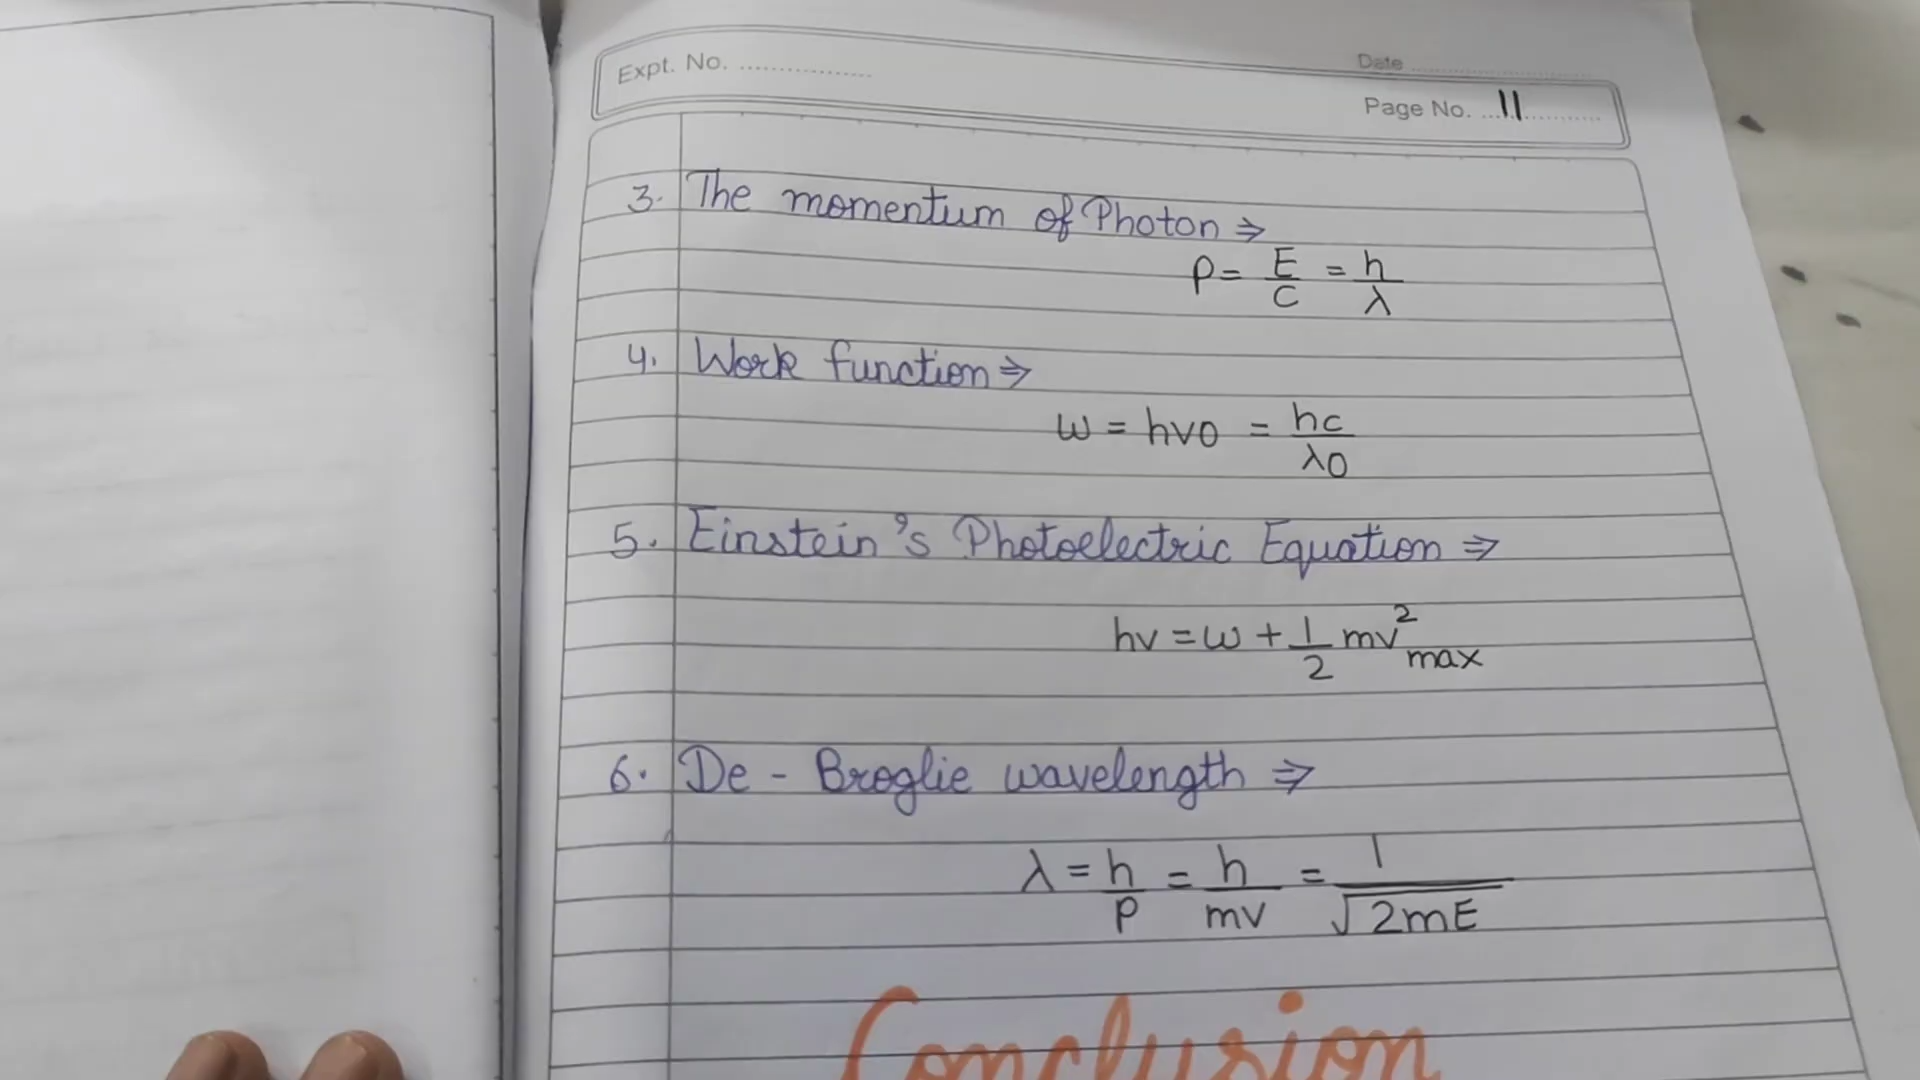 Expt. No. ..................
Date ..................
Page No. ...11............
3. The momentum of Photon ⇒
P = E/C = h/λ
4. Work function ⇒
W = hv0 = hc/λ0
5. Einstein's Photoelectric Equation ⇒
hv = w + 1/2 mv²max
6. De - Broglie wavelength ⇒
λ = h/P = h/mv = 1/√2mE
Conclusion